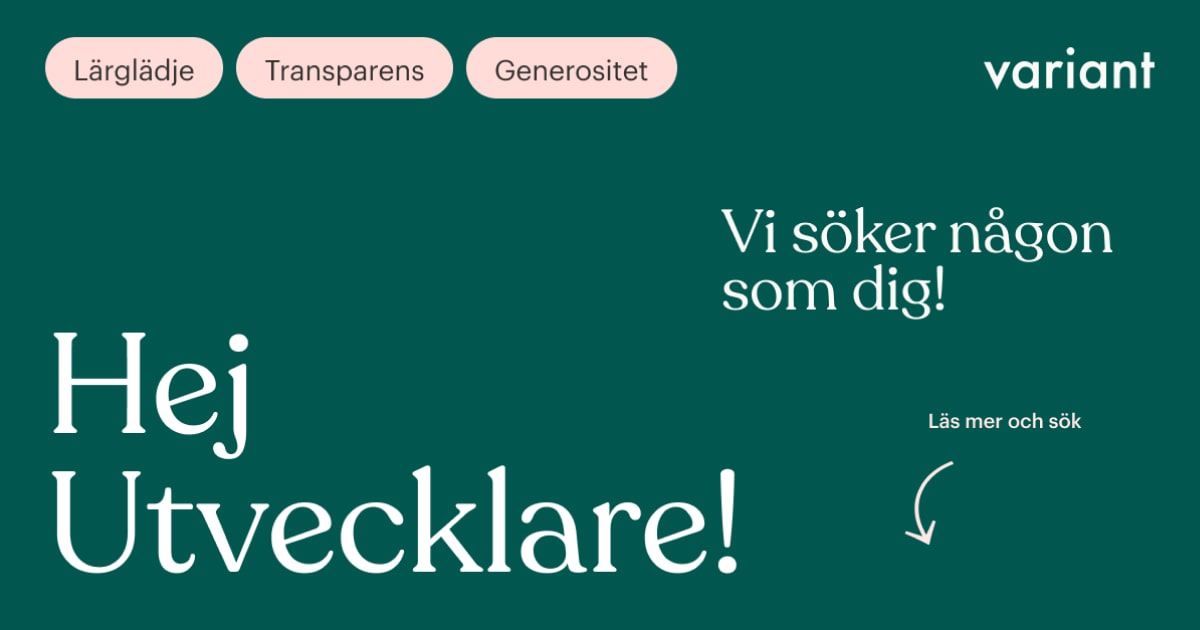 Lärglädje Transparens Generositet
variant
Vi söker någon
som dig!
Hej
Utvecklare!
Läs mer och sök